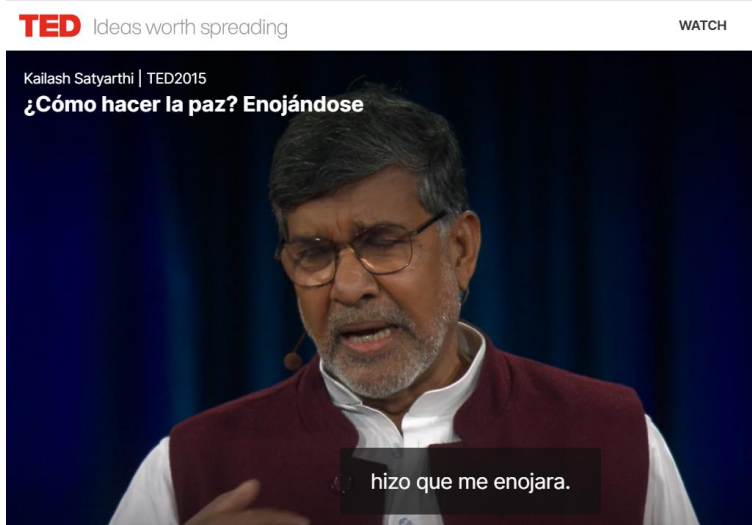 TED Ideas worth spreading WATCH
Kailash Satyarthi | TED2015
¿Cómo hacer la paz? Enojándose
hizo que me enojara.